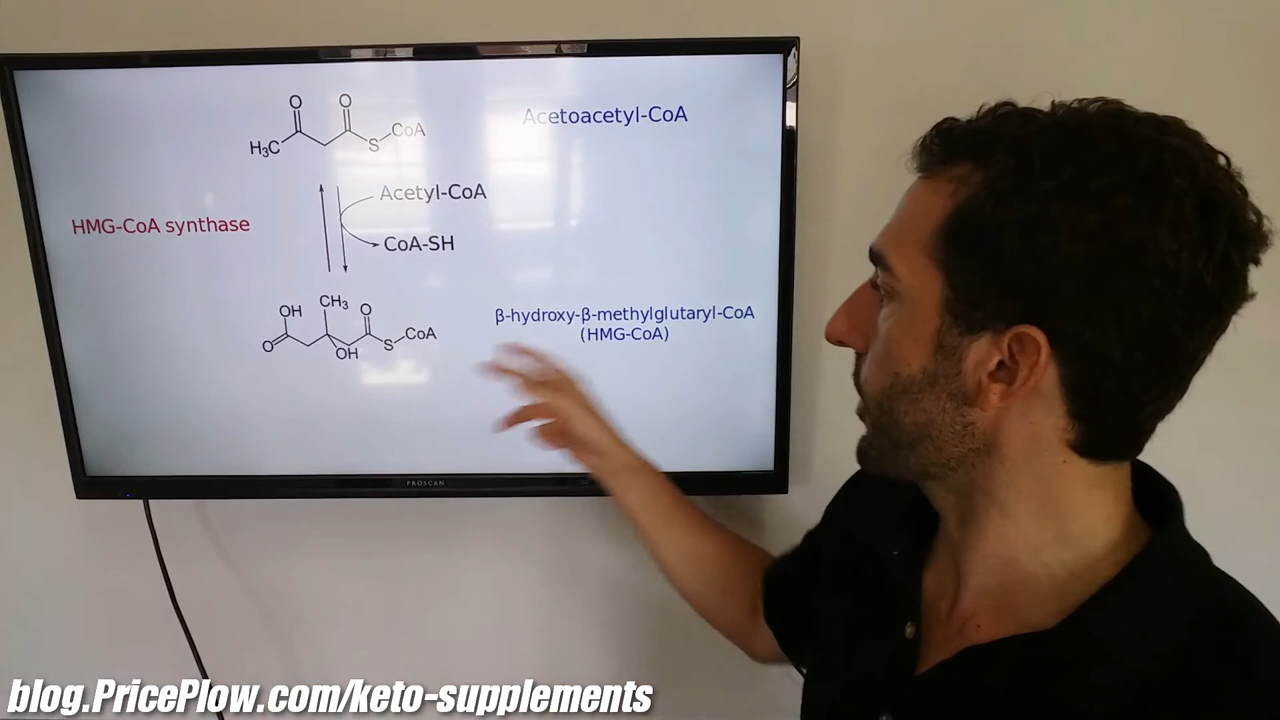 O
O
Acetoacetyl-CoA
CoA
H₃C
S
Acetyl-CoA
HMG-CoA synthase
CoA-SH
CH₃
OH
O
β-hydroxy-β-methylglutaryl-CoA
(HMG-CoA)
CoA
O
OH
S
PROSCAN
blog.PricePlow.com/keto-supplements